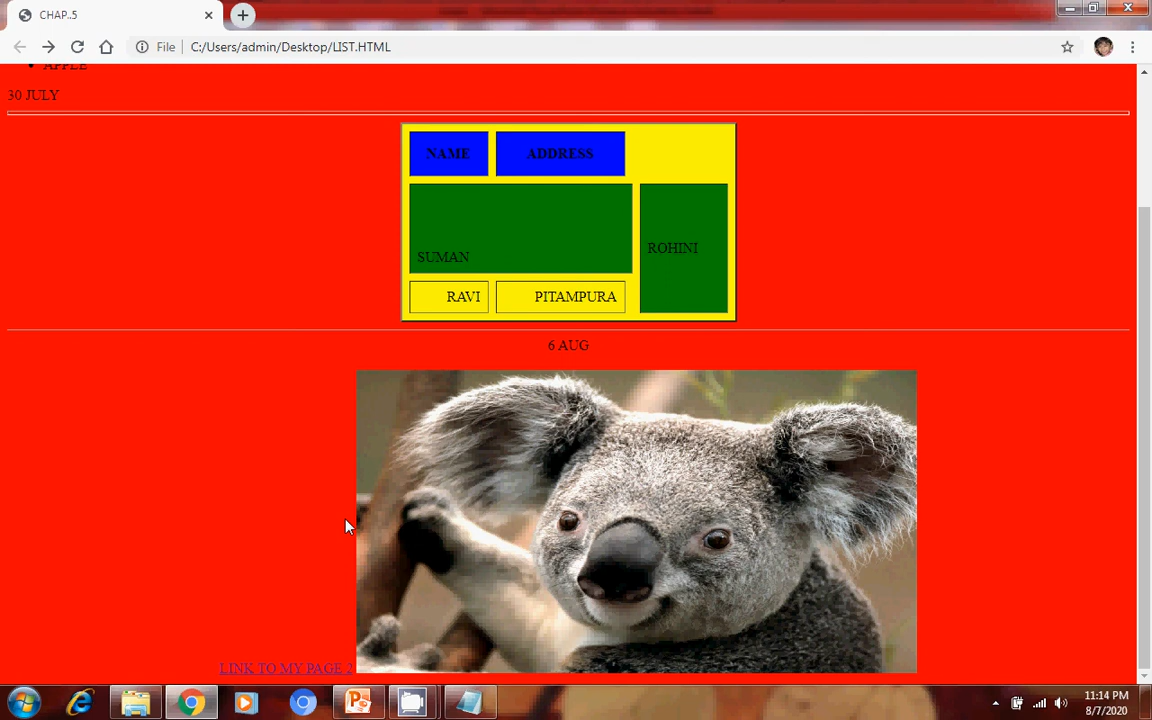 CHAP..5
File
C:/Users/admin/Desktop/LIST.HTML
APPLE
30 JULY
NAME ADDRESS
SUMAN ROHINI
RAVI PITAMPURA
6 AUG
LINK TO MY PAGE 2
11:14 PM
8/7/2020